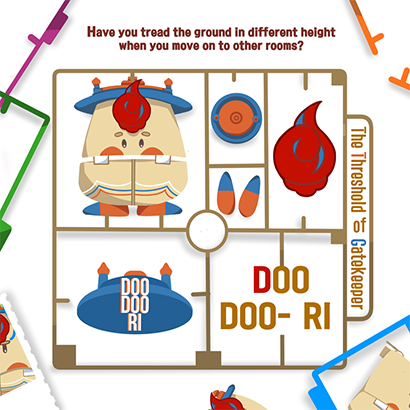 Have you tread the ground in different height
when you move on to other rooms?
The Threshold of Gatekeeper
DOO
DOO
RI
DOO
DOO- RI